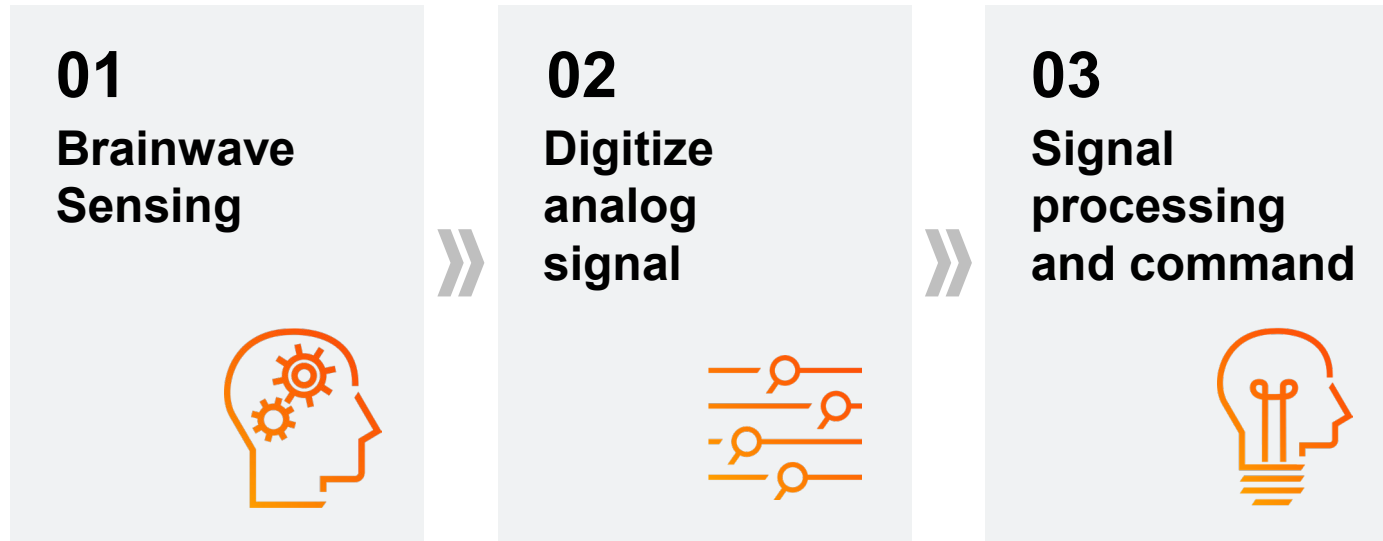 01
Brainwave
Sensing
02
Digitize
analog
signal
03
Signal
processing
and command